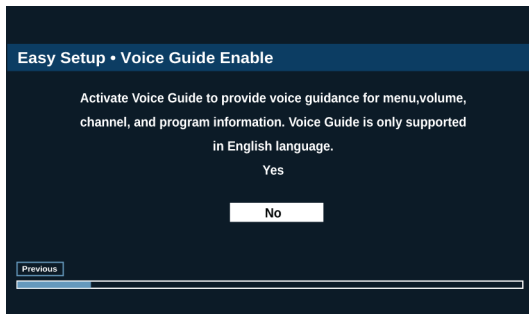 Easy Setup • Voice Guide Enable
Activate Voice Guide to provide voice guidance for menu,volume,
channel, and program information. Voice Guide is only supported
in English language.
Yes
No
Previous